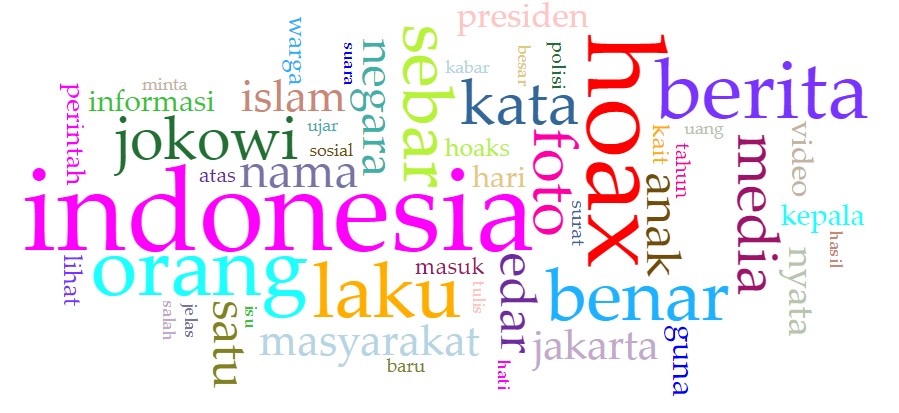 presiden
warga
suara
negara
sebar
kabar
besar
polisi
hoax
berita
minta
perintah
informasi
islam
kata
jokowi
ujar
sosial
hoaks
foto
kait
uang
tahun
media
video
atas
nama
hari
surat
anak
kepala
hasil
indonesia
nyata
lihat
orang
laku
masuk
tulis
edar
benar
salah
jelas
satu
isu
masyarakat
baru
hati
jakarta
guna